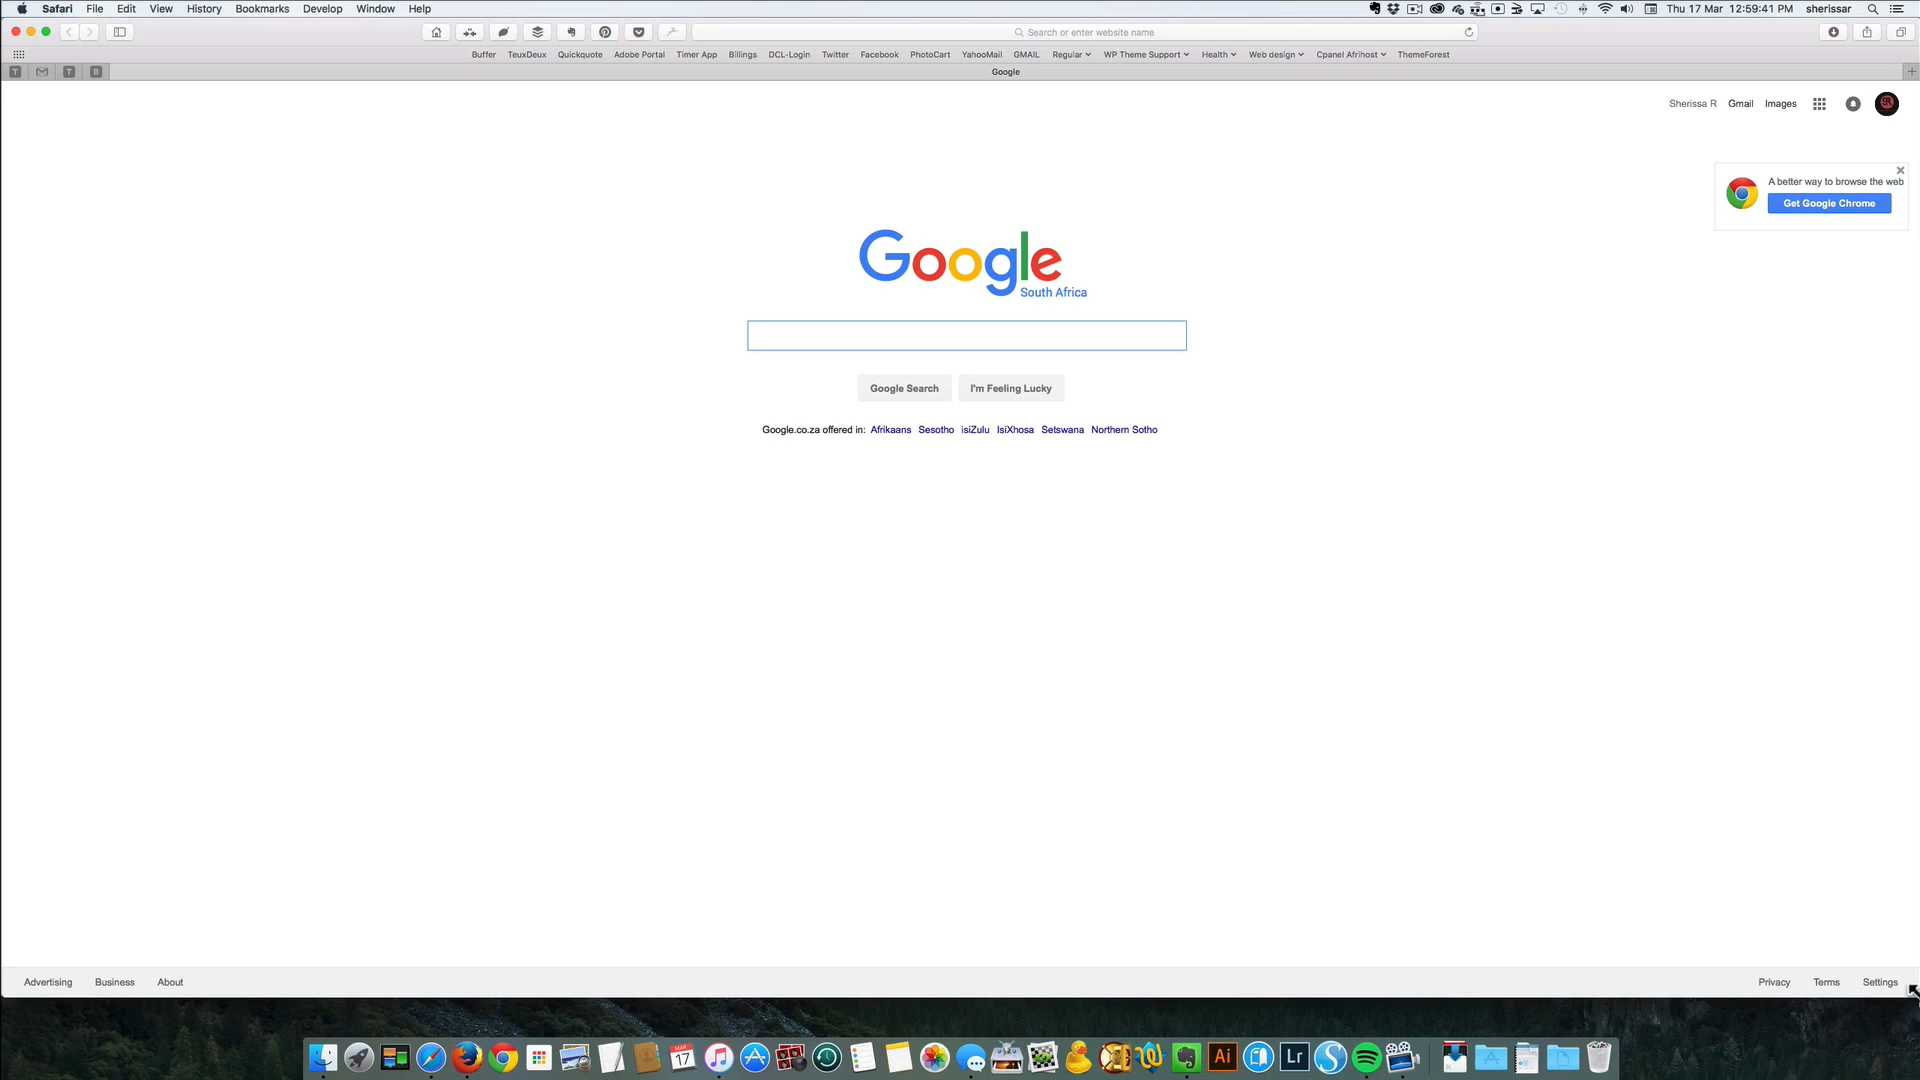 Safari File Edit View History Bookmarks Develop Window Help Thu 17 Mar 12:59:41 PM sherissar
Search or enter website name
Buffer TeuxDeux Quickquote Adobe Portal Timer App Billings DCL-Login Twitter Facebook PhotoCart YahooMail GMAIL Regular WP Theme Support Health Web design Cpanel Afrihost ThemeForest
T T B Google
Sherissa R Gmail Images
A better way to browse the web
Get Google Chrome
Google
South Africa
Google Search I'm Feeling Lucky
Google.co.za offered in: Afrikaans Sesotho isiZulu IsiXhosa Setswana Northern Sotho
Advertising Business About Privacy Terms Settings
MAR
17
Ai Lr